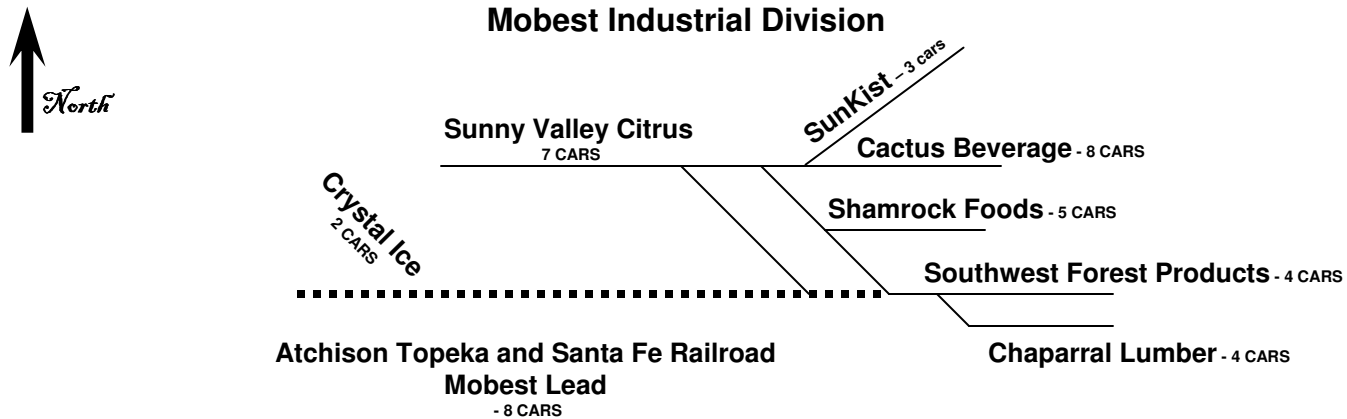 Mobest Industrial Division
North
SunKist – 3 cars
Sunny Valley Citrus
7 CARS
Cactus Beverage - 8 CARS
Crystal Ice
2 CARS
Shamrock Foods - 5 CARS
Southwest Forest Products - 4 CARS
Atchison Topeka and Santa Fe Railroad
Mobest Lead
- 8 CARS
Chaparral Lumber - 4 CARS